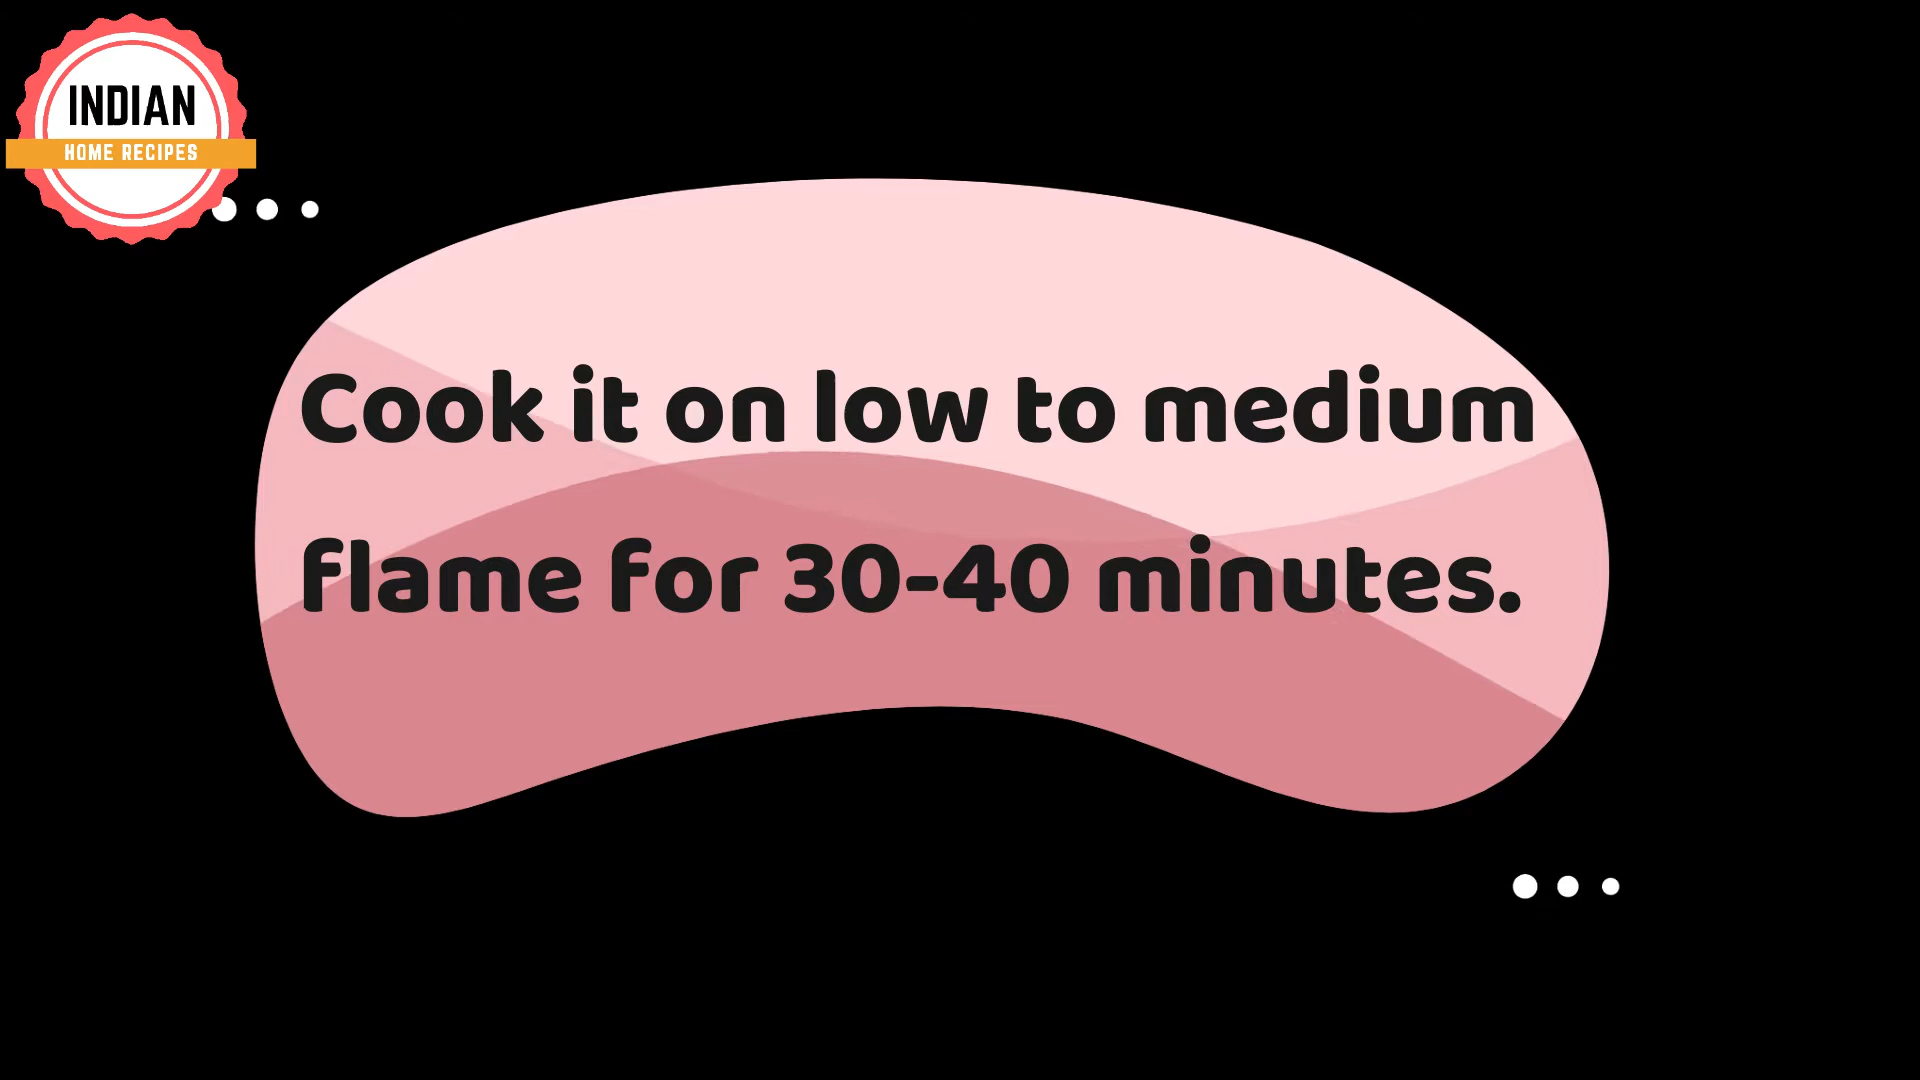 INDIAN
HOME RECIPES
Cook it on low to medium
flame for 30-40 minutes.